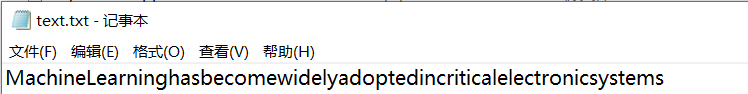 text.txt - 记事本
文件(F) 编辑(E) 格式(O) 查看(V) 帮助(H)
MachineLearninghasbecomewidelyadoptedincriticalelectronicsystems